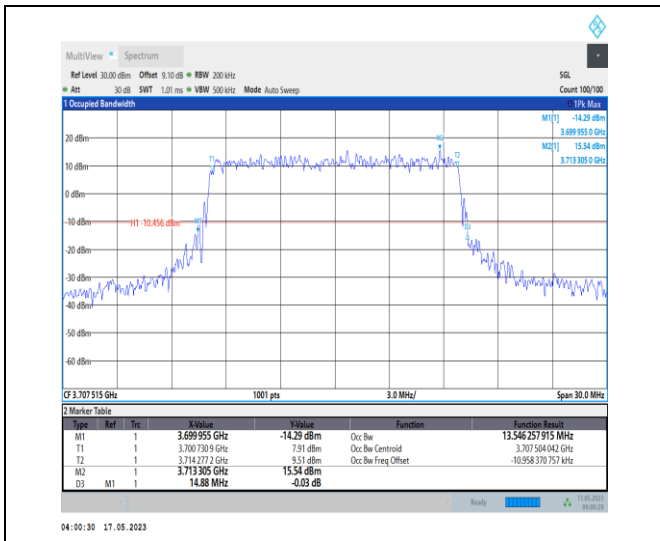 MultiView Spectrum
Ref Level 30.00 dBm Offset 9.10 dB RBW 200 kHz SGL
Att 30 dB SWT 1.01 ms VBW 500 kHz Mode Auto Sweep Count 100/100
1 Occupied Bandwidth 1Pk Max
M1[1] -14.29 dBm
3.699 955 0 GHz
M2[1] 15.54 dBm
3.713 305 0 GHz
20 dBm
M2
T1
T2
10 dBm
0 dBm
-10 dBm
H1 -10.456 dBm
M1
D3
-20 dBm
-30 dBm
-40 dBm
-50 dBm
-60 dBm
CF 3.707 515 GHz 1001 pts 3.0 MHz/ Span 30.0 MHz
2 Marker Table
Type Ref Trc X-Value Y-Value Function Function Result
M1 1 3.699 955 GHz -14.29 dBm Occ Bw 13.546 257 915 MHz
T1 1 3.700 730 9 GHz 7.91 dBm Occ Bw Centroid 3.707 504 042 GHz
T2 1 3.714 277 2 GHz 9.51 dBm Occ Bw Freq Offset -10.958 370 757 kHz
M2 1 3.713 305 GHz 15.54 dBm
D3 M1 1 14.88 MHz -0.03 dB
Ready 17.05.2023
04:00:29
04:00:30 17.05.2023